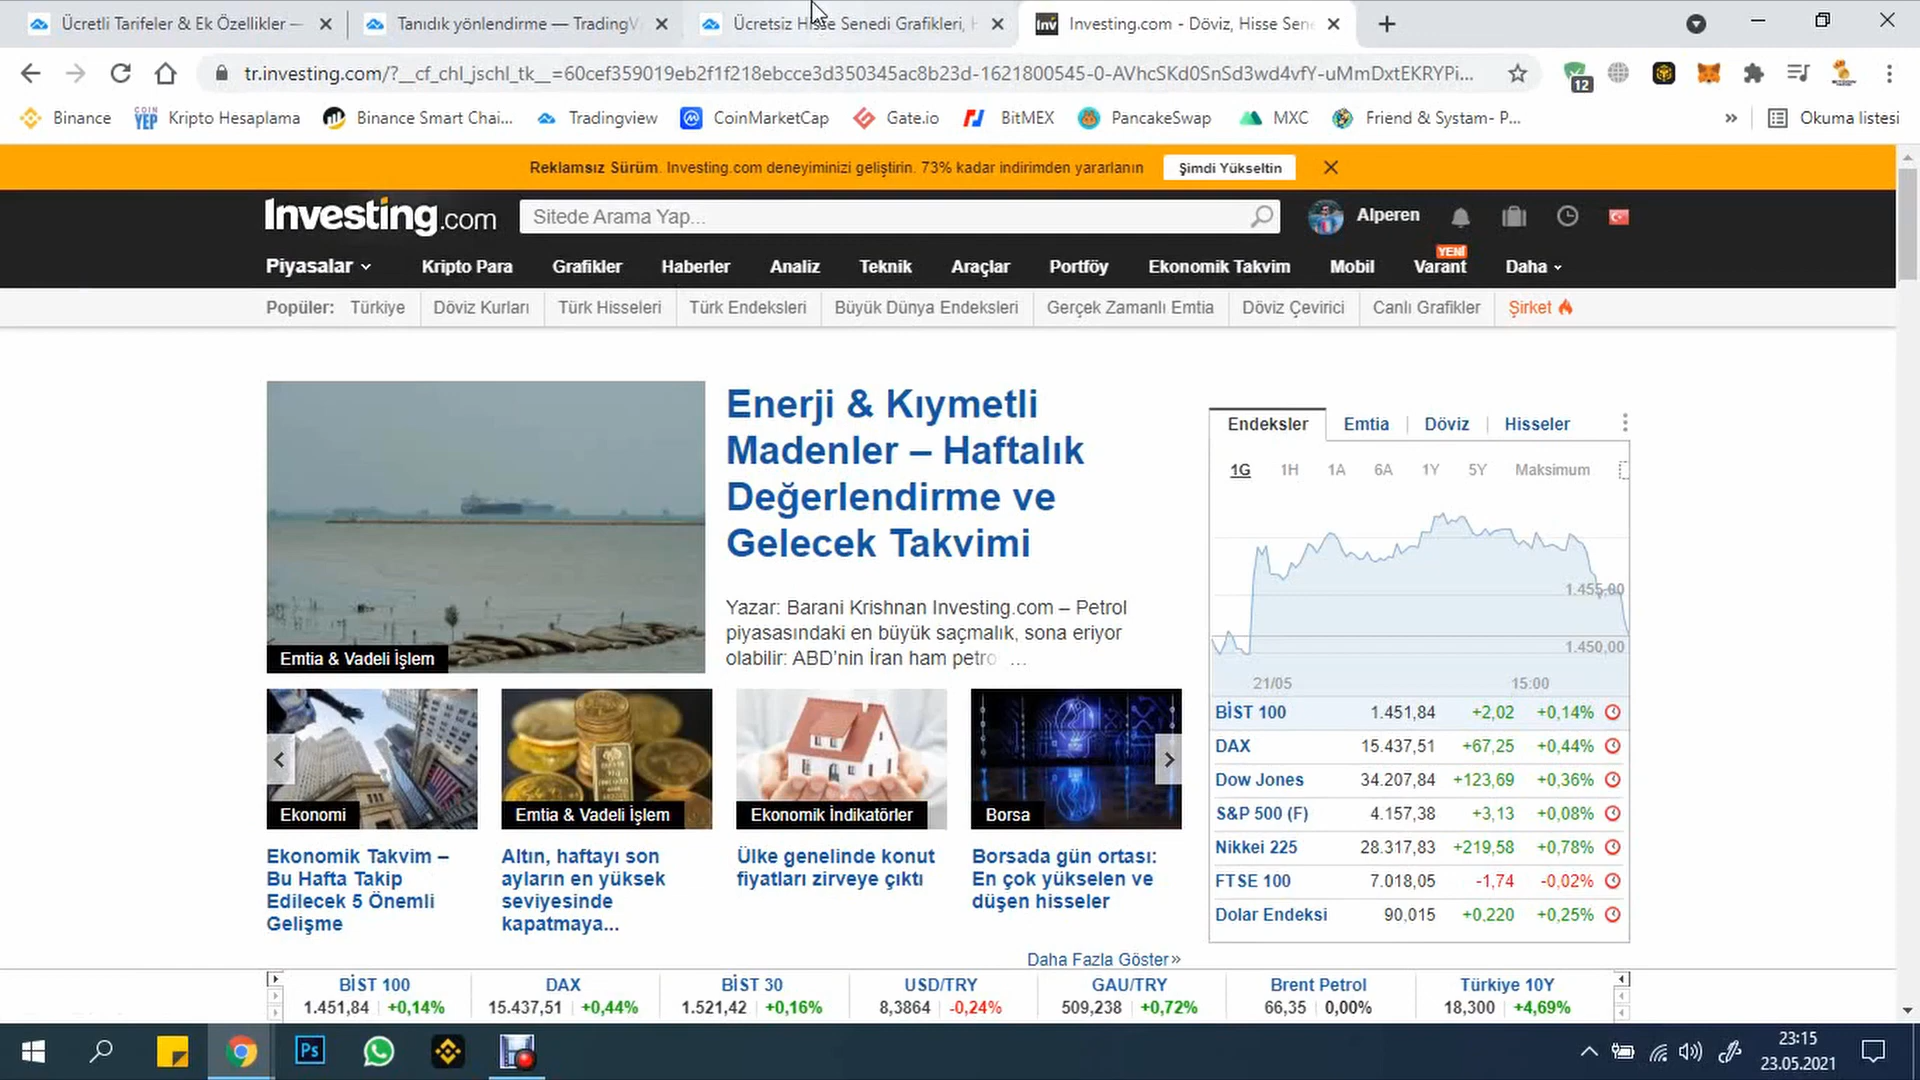 Ücretli Tarifeler & Ek Özellikler —
Tanıdık yönlendirme — TradingV
Ücretsiz Hisse Senedi Grafikleri, H
Investing.com - Döviz, Hisse Sene
tr.investing.com/?__cf_chl_jschl_tk__=60cef359019eb2f1f218ebcce3d350345ac8b23d-1621800545-0-AVhcSKd0SnSd3wd4vfY-uMmDxtEKRYPi...
12
Binance
COIN YEP
Kripto Hesaplama
Binance Smart Chai...
Tradingview
CoinMarketCap
Gate.io
BitMEX
PancakeSwap
MXC
Friend & Systam- P...
»
Okuma listesi
Reklamsız Sürüm. Investing.com deneyiminizi geliştirin. 73% kadar indirimden yararlanın
Şimdi Yükseltin
Investing.com
Sitede Arama Yap...
Alperen
Piyasalar
Kripto Para
Grafikler
Haberler
Analiz
Teknik
Araçlar
Portföy
Ekonomik Takvim
Mobil
YENİ
Varant
Daha
Popüler:
Türkiye
Döviz Kurları
Türk Hisseleri
Türk Endeksleri
Büyük Dünya Endeksleri
Gerçek Zamanlı Emtia
Döviz Çevirici
Canlı Grafikler
Şirket
Emtia & Vadeli İşlem
Enerji & Kıymetli
Madenler – Haftalık
Değerlendirme ve
Gelecek Takvimi
Yazar: Barani Krishnan Investing.com – Petrol
piyasasındaki en büyük saçmalık, sona eriyor
olabilir: ABD'nin İran ham petro ...
Ekonomi
Ekonomik Takvim –
Bu Hafta Takip
Edilecek 5 Önemli
Gelişme
Emtia & Vadeli İşlem
Altın, haftayı son
ayların en yüksek
seviyesinde
kapatmaya...
Ekonomik İndikatörler
Ülke genelinde konut
fiyatları zirveye çıktı
Borsa
Borsada gün ortası:
En çok yükselen ve
düşen hisseler
Daha Fazla Göster»
Endeksler
Emtia
Döviz
Hisseler
1G 1H 1A 6A 1Y 5Y Maksimum
1.455,00
1.450,00
21/05
15:00
BİST 100 1.451,84 +2,02 +0,14%
DAX 15.437,51 +67,25 +0,44%
Dow Jones 34.207,84 +123,69 +0,36%
S&P 500 (F) 4.157,38 +3,13 +0,08%
Nikkei 225 28.317,83 +219,58 +0,78%
FTSE 100 7.018,05 -1,74 -0,02%
Dolar Endeksi 90,015 +0,220 +0,25%
BİST 100
1.451,84 +0,14%
DAX
15.437,51 +0,44%
BİST 30
1.521,42 +0,16%
USD/TRY
8,3864 -0,24%
GAU/TRY
509,238 +0,72%
Brent Petrol
66,35 0,00%
Türkiye 10Y
18,300 +4,69%
Ps
23:15
23.05.2021